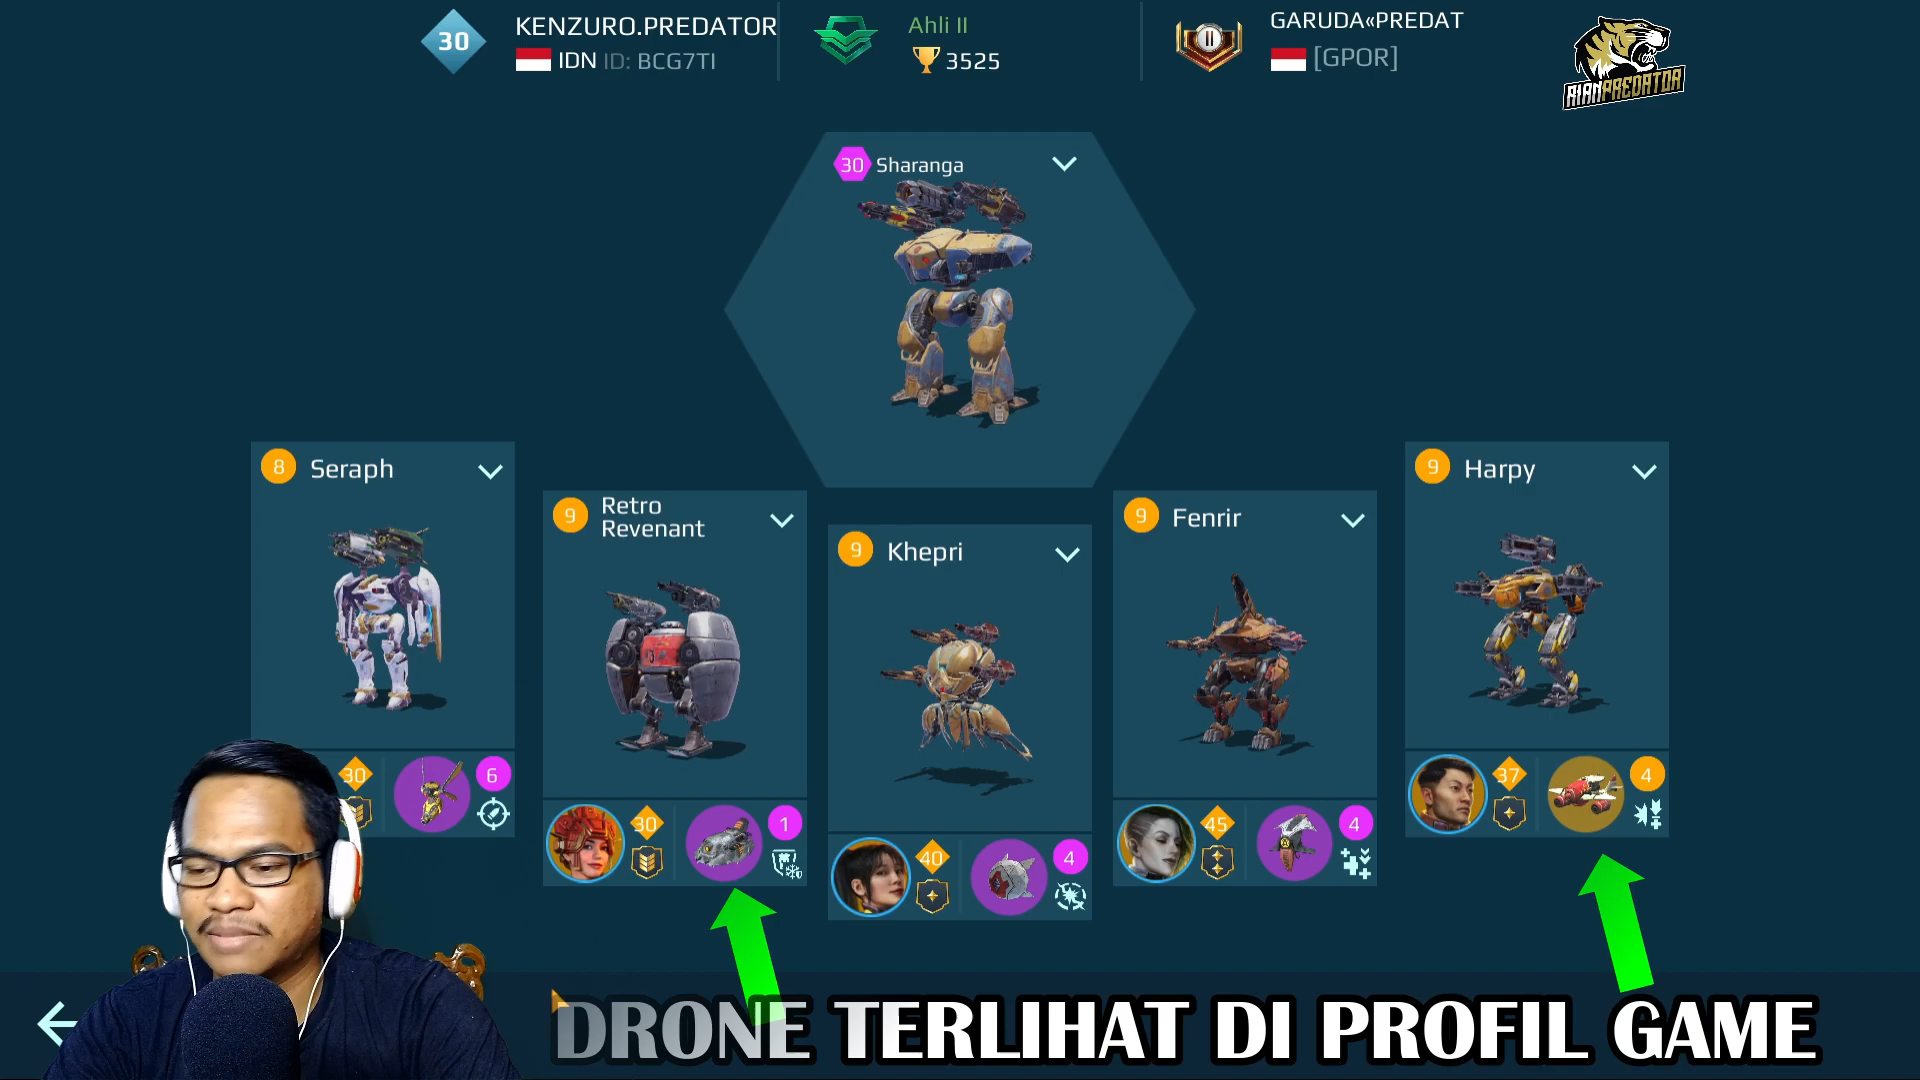 30
KENZURO.PREDATOR
IDN ID: BCG7TI
Ahli II
3525
II
GARUDA«PREDAT
[GPOR]
RIANPREDATOR
30 Sharanga
8 Seraph
9 Retro
Revenant
9 Khepri
9 Fenrir
9 Harpy
30 6
30 1
40 4
45 4
37 4
DRONE TERLIHAT DI PROFIL GAME